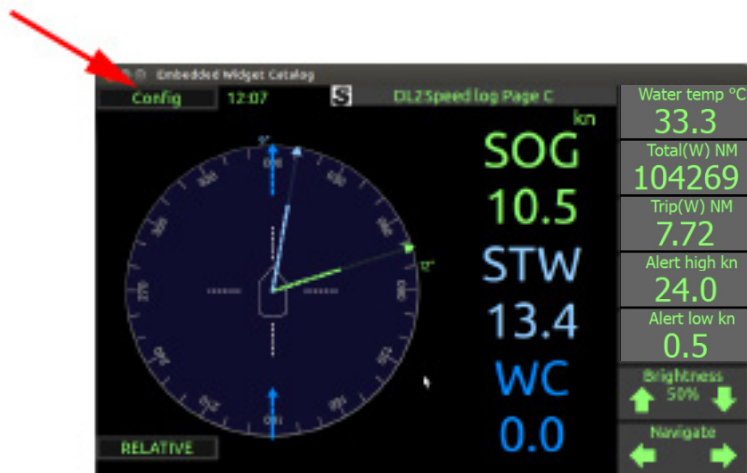 Embedded Widget Catalog
Config 12:07 S DL2 Speed log Page C
kn
SOG
10.5
STW
13.4
WC
0.0
RELATIVE
Water temp °C
33.3
Total(W) NM
104269
Trip(W) NM
7.72
Alert high kn
24.0
Alert low kn
0.5
Brightness
50%
Navigate